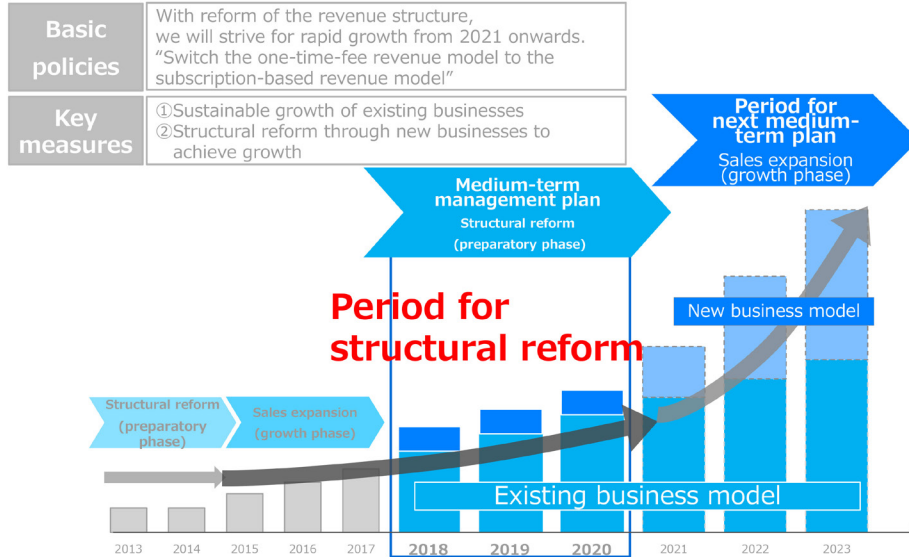 Basic
policies
With reform of the revenue structure,
we will strive for rapid growth from 2021 onwards.
“Switch the one-time-fee revenue model to the
subscription-based revenue model”
Key
measures
①Sustainable growth of existing businesses
②Structural reform through new businesses to
achieve growth
Period for
next medium-
term plan
Sales expansion
(growth phase)
Medium-term
management plan
Structural reform
(preparatory phase)
Period for
structural reform
New business model
Structural reform
(preparatory
phase)
Sales expansion
(growth phase)
Existing business model
2013 2014 2015 2016 2017 2018 2019 2020 2021 2022 2023